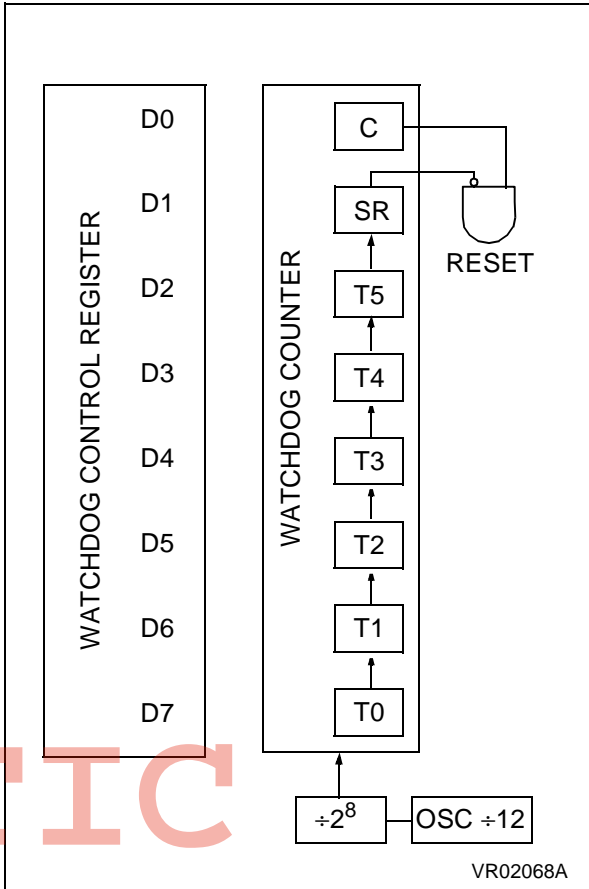 WATCHDOG CONTROL REGISTER
D0
D1
D2
D3
D4
D5
D6
D7
WATCHDOG COUNTER
C
SR
T5
T4
T3
T2
T1
T0
RESET
÷2⁸
OSC ÷12
TIC
VR02068A